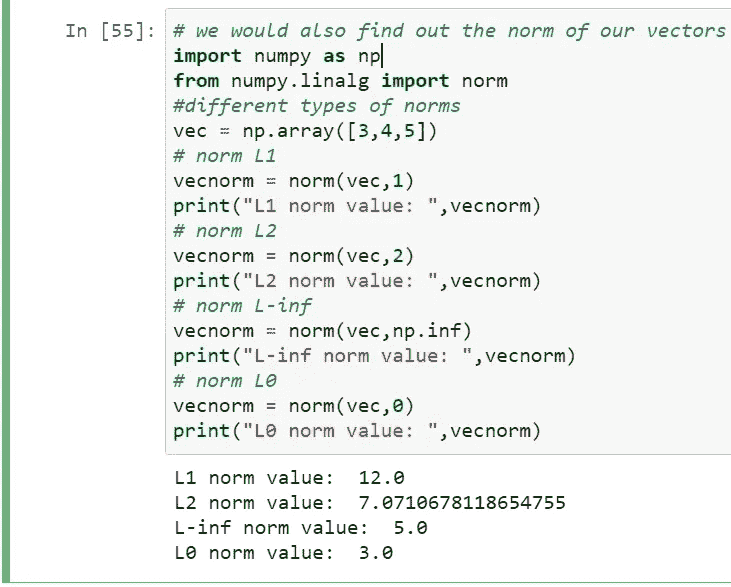 In [55]: # we would also find out the norm of our vectors
import numpy as np
from numpy.linalg import norm
#different types of norms
vec = np.array([3,4,5])
# norm L1
vecnorm = norm(vec,1)
print("L1 norm value: ",vecnorm)
# norm L2
vecnorm = norm(vec,2)
print("L2 norm value: ",vecnorm)
# norm L-inf
vecnorm = norm(vec,np.inf)
print("L-inf norm value: ",vecnorm)
# norm L0
vecnorm = norm(vec,0)
print("L0 norm value: ",vecnorm)
L1 norm value:  12.0
L2 norm value:  7.0710678118654755
L-inf norm value:  5.0
L0 norm value:  3.0